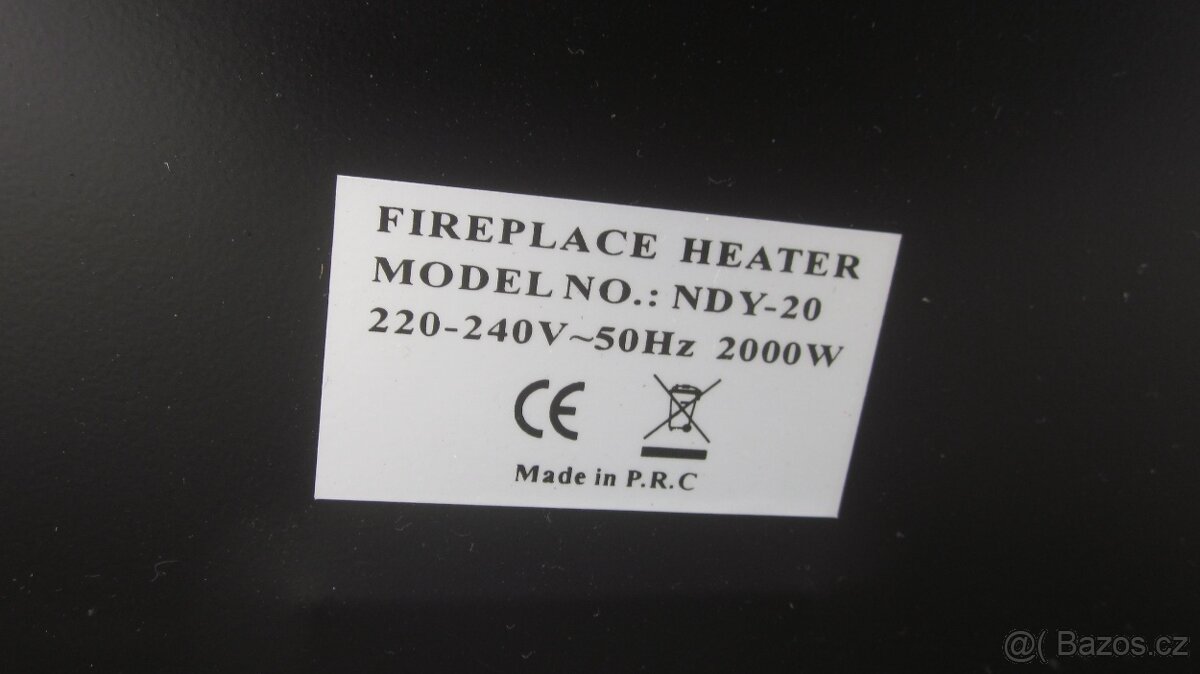 FIREPLACE HEATER
MODEL NO.: NDY-20
220-240V~50Hz 2000W
CE
Made in P.R.C
@( Bazos.cz